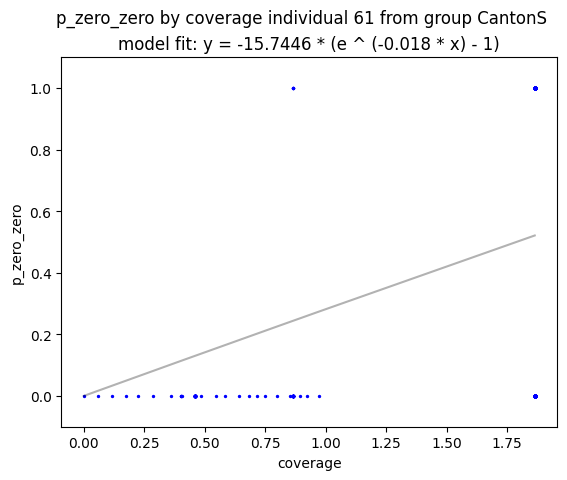 p_zero_zero by coverage individual 61 from group CantonS
model fit: y = -15.7446 * (e ^ (-0.018 * x) - 1)
1.0
0.8
0.6
0.4
0.2
0.0
p_zero_zero
0.00 0.25 0.50 0.75 1.00 1.25 1.50 1.75
coverage